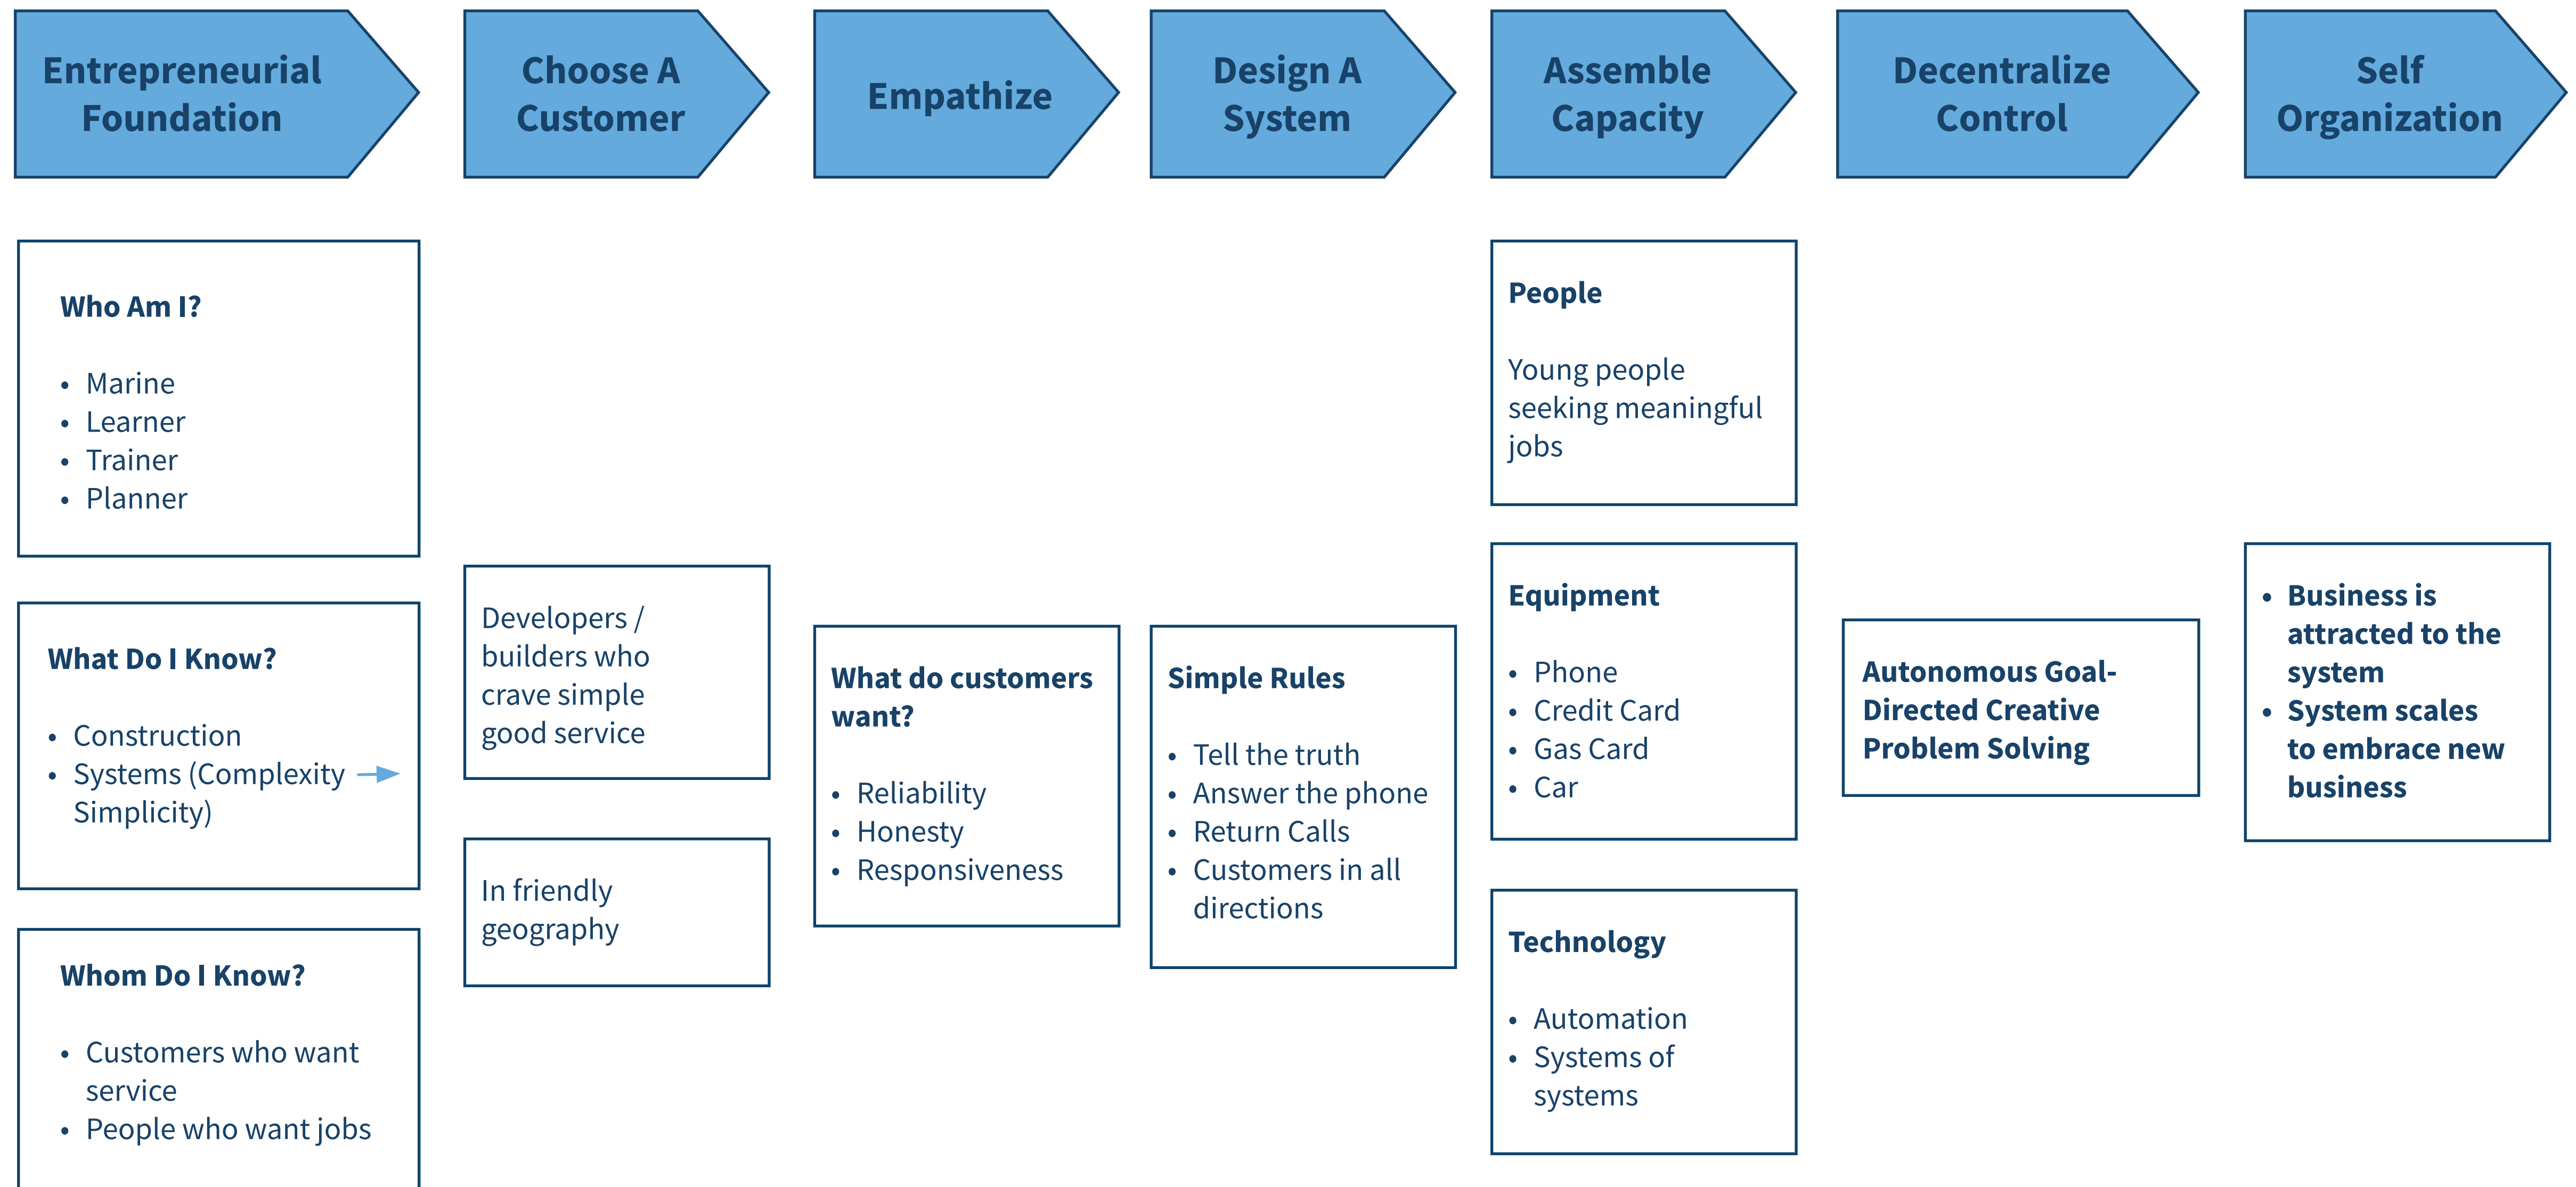 Entrepreneurial
Foundation
Choose A
Customer
Empathize
Design A
System
Assemble
Capacity
Decentralize
Control
Self
Organization
Who Am I?
• Marine
• Learner
• Trainer
• Planner
What Do I Know?
• Construction
• Systems (Complexity
Simplicity)
Whom Do I Know?
• Customers who want
service
• People who want jobs
Developers /
builders who
crave simple
good service
In friendly
geography
What do customers
want?
• Reliability
• Honesty
• Responsiveness
Simple Rules
• Tell the truth
• Answer the phone
• Return Calls
• Customers in all
directions
People
Young people
seeking meaningful
jobs
Equipment
• Phone
• Credit Card
• Gas Card
• Car
Technology
• Automation
• Systems of
systems
Autonomous Goal-
Directed Creative
Problem Solving
• Business is
attracted to the
system
• System scales
to embrace new
business